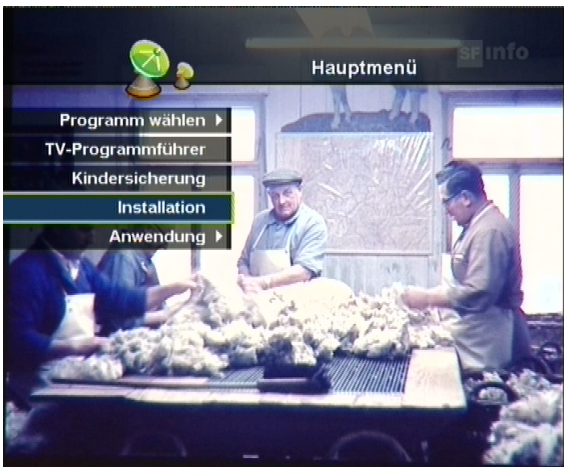 SF info
Hauptmenü
Programm wählen
TV-Programmführer
Kindersicherung
Installation
Anwendung